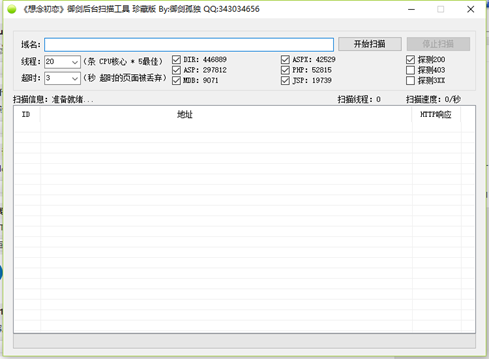 《想念初恋》御剑后台扫描工具 珍藏版 By:御剑孤独 QQ:343034656
域名: 开始扫描 停止扫描
线程: 20 (条 CPU核心 * 5最佳) DIR: 446889 ASPX: 42529 探测200
ASP: 297812 PHP: 52815 探测403
超时: 3 (秒 超时的页面被丢弃) MDB: 9071 JSP: 19739 探测3XX
扫描信息: 准备就绪... 扫描线程: 0 扫描速度: 0/秒
ID 地址 HTTP响应